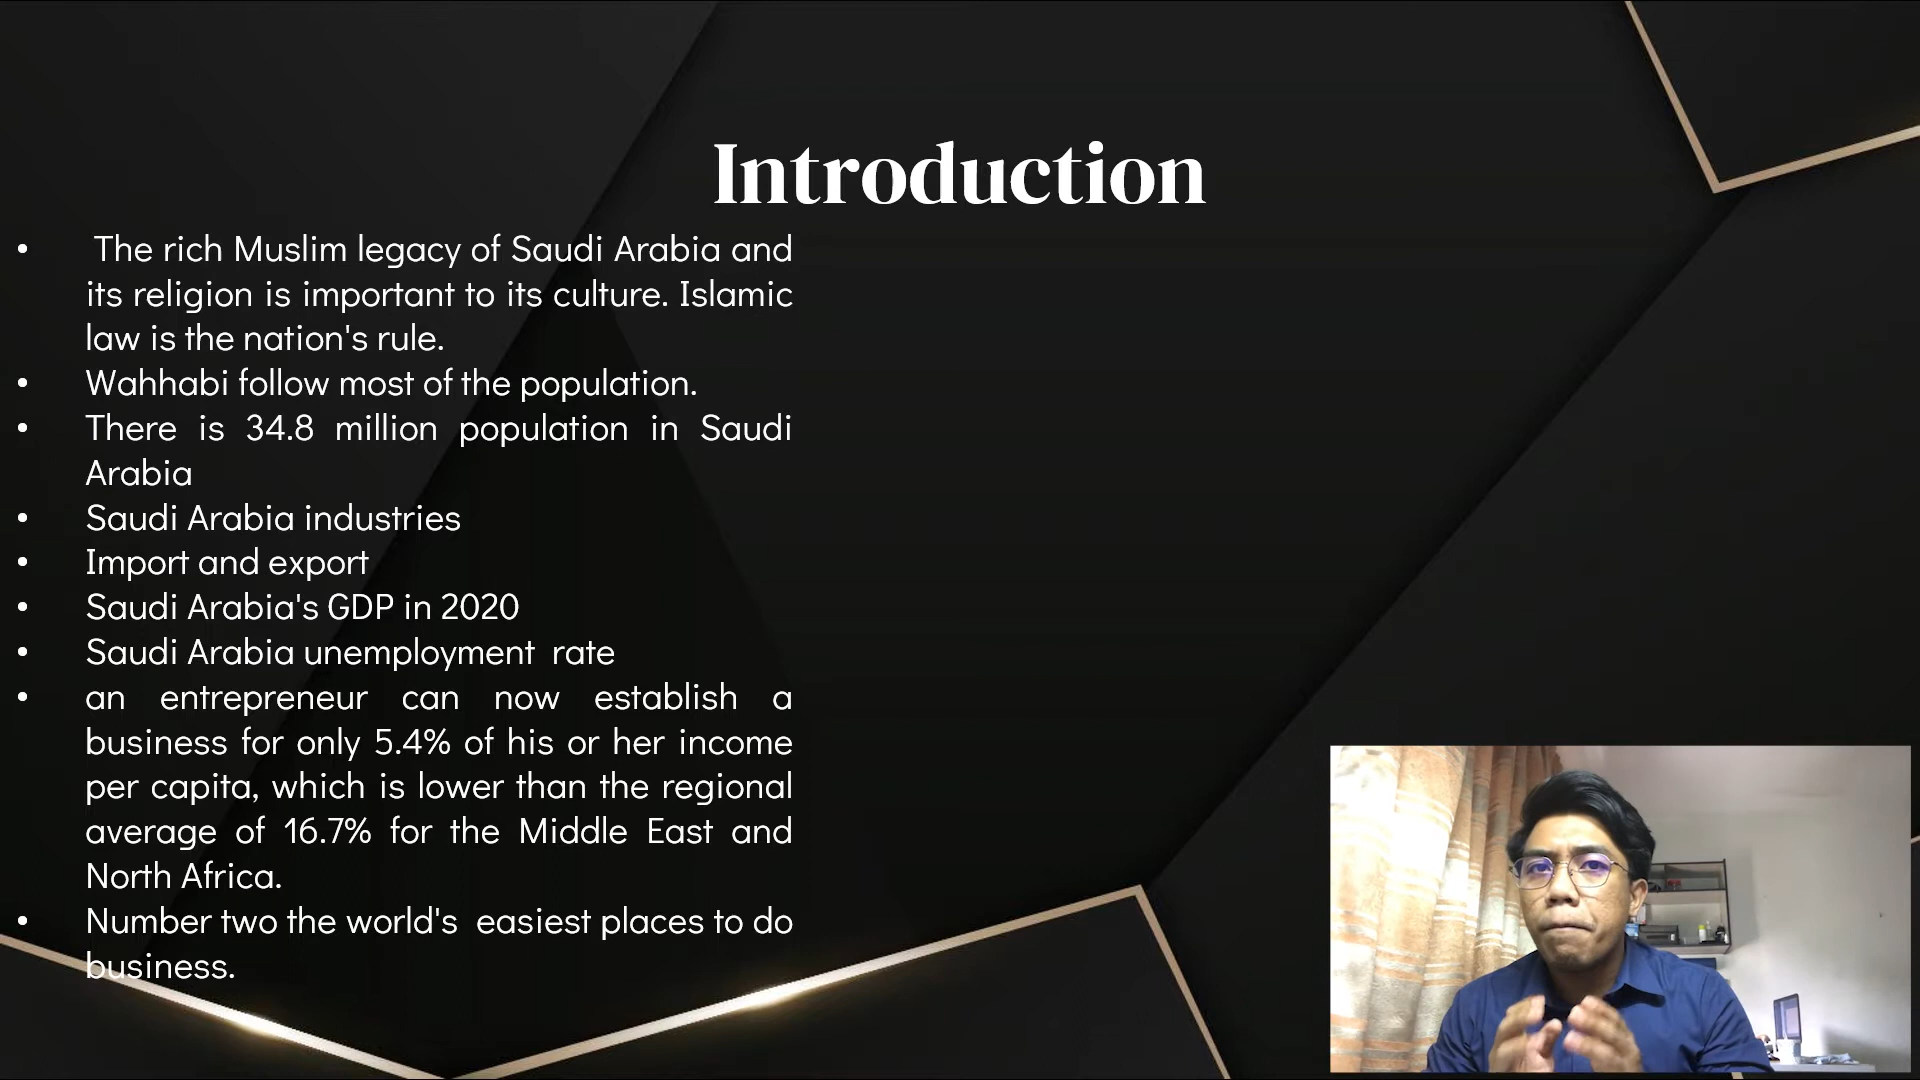 Introduction
• The rich Muslim legacy of Saudi Arabia and
its religion is important to its culture. Islamic
law is the nation's rule.
• Wahhabi follow most of the population.
• There is 34.8 million population in Saudi
Arabia
• Saudi Arabia industries
• Import and export
• Saudi Arabia's GDP in 2020
• Saudi Arabia unemployment rate
• an entrepreneur can now establish a
business for only 5.4% of his or her income
per capita, which is lower than the regional
average of 16.7% for the Middle East and
North Africa.
• Number two the world's easiest places to do
business.